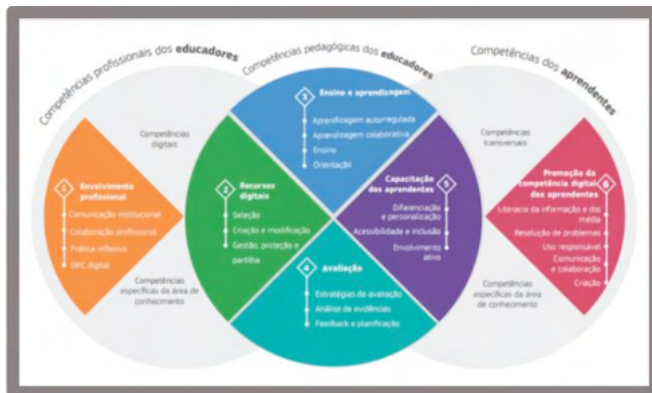 Competências profissionais dos educadores
Competências pedagógicas dos educadores
Competências dos aprendentes
Competências
digitais
Competências
específicas da área de
conhecimento
1
Envolvimento
profissional
Comunicação institucional
Colaboração profissional
Prática reflexiva
DPC digital
2
Recursos
digitais
Seleção
Criação e modificação
Gestão, proteção e
partilha
3
Ensino e aprendizagem
Aprendizagem autorregulada
Aprendizagem colaborativa
Ensino
Orientação
4
Avaliação
Estratégias de avaliação
Análise de evidências
Feedback e planificação
Capacitação
dos aprendentes
5
Diferenciação
e personalização
Acessibilidade e inclusão
Envolvimento
ativo
Competências
transversais
Competências
específicas da área
de conhecimento
Promoção da
competência digital
dos aprendentes
6
Literacia da informação e dos
média
Resolução de problemas
Uso responsável
Comunicação
e colaboração
Criação